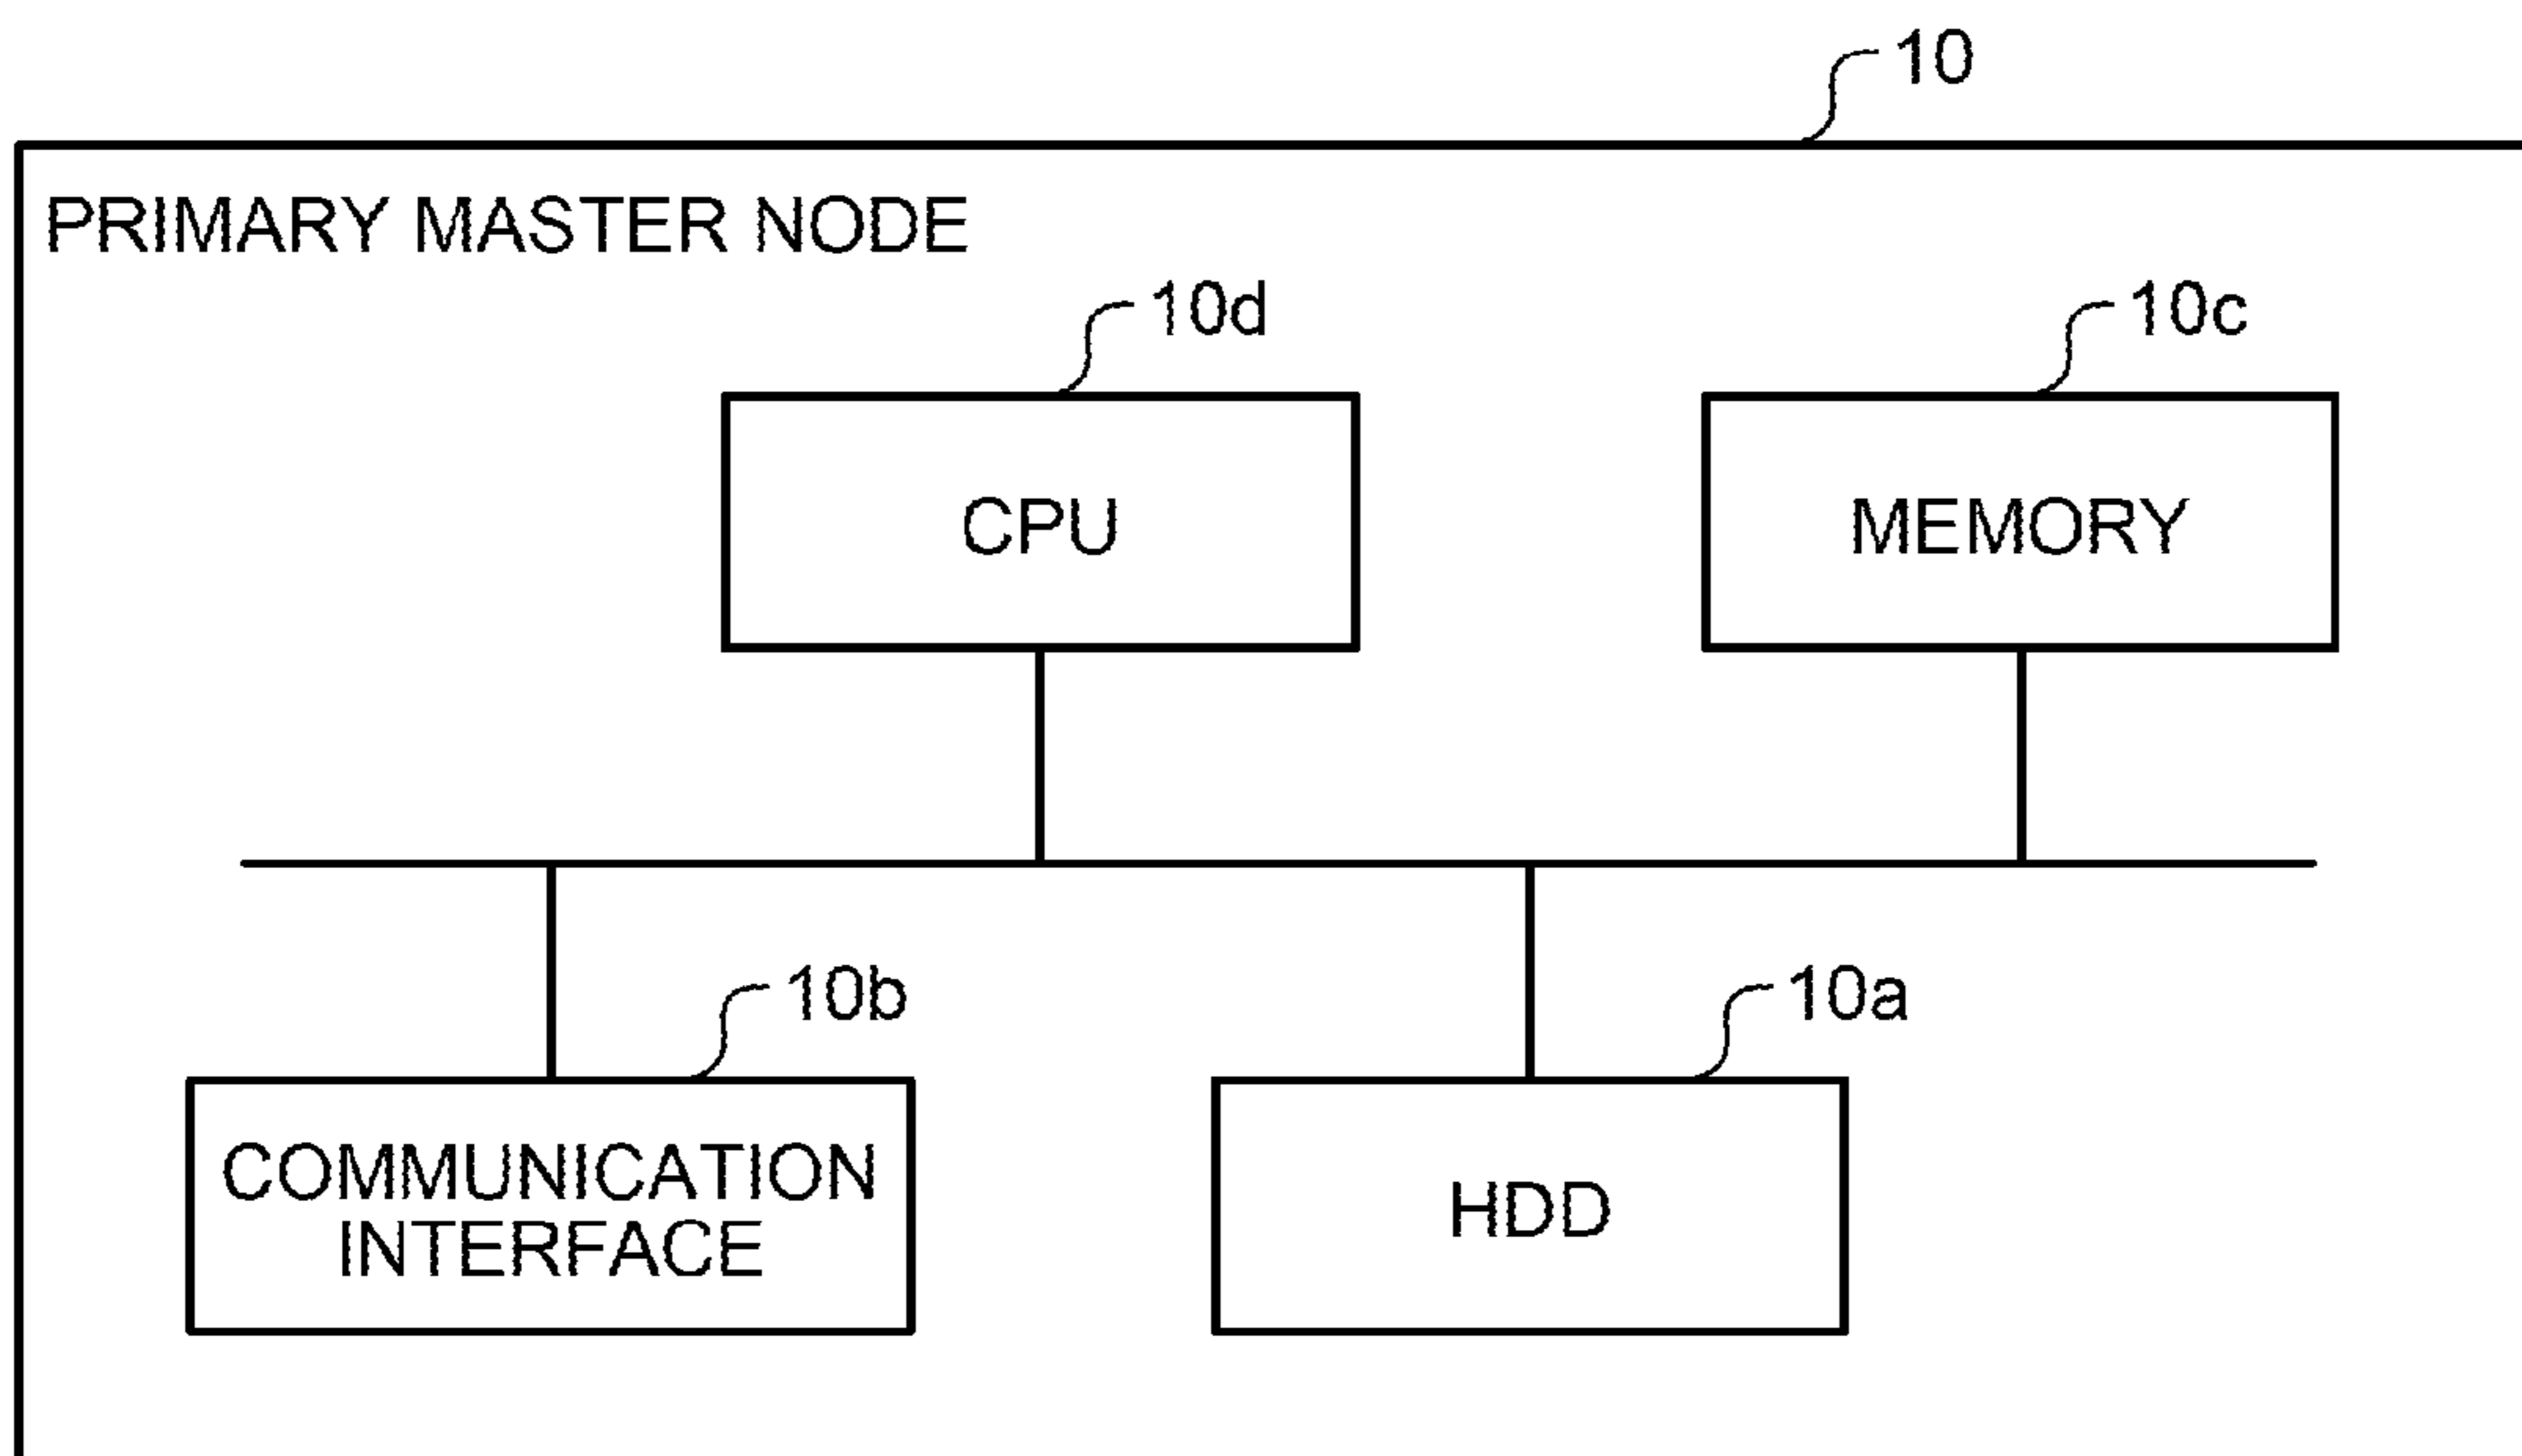 10
PRIMARY MASTER NODE
10d
10c
CPU
MEMORY
10b
10a
COMMUNICATION
INTERFACE
HDD